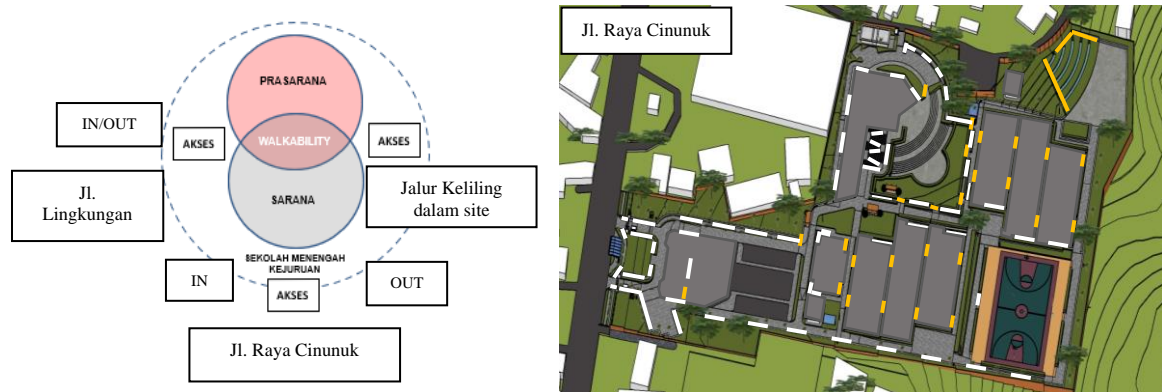 PRASARANA
IN/OUT
AKSES
WALKABILITY
AKSES
Jl.
Lingkungan
SARANA
Jalur Keliling
dalam site
SEKOLAH MENENGAH
KEJURUAN
IN
AKSES
OUT
Jl. Raya Cinunuk
Jl. Raya Cinunuk